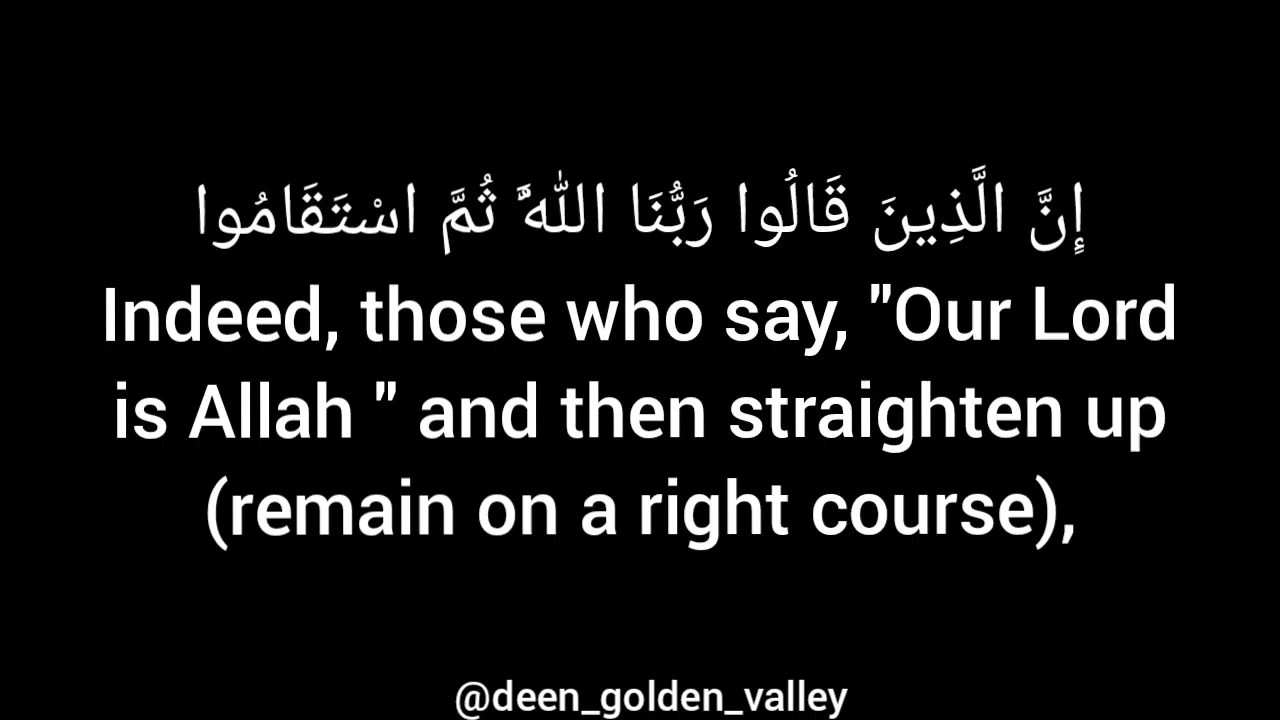 إِنَّ الَّذِينَ قَالُوا رَبُّنَا اللَّهُ ثُمَّ اسْتَقَامُوا
Indeed, those who say, "Our Lord
is Allah " and then straighten up
(remain on a right course),
@deen_golden_valley